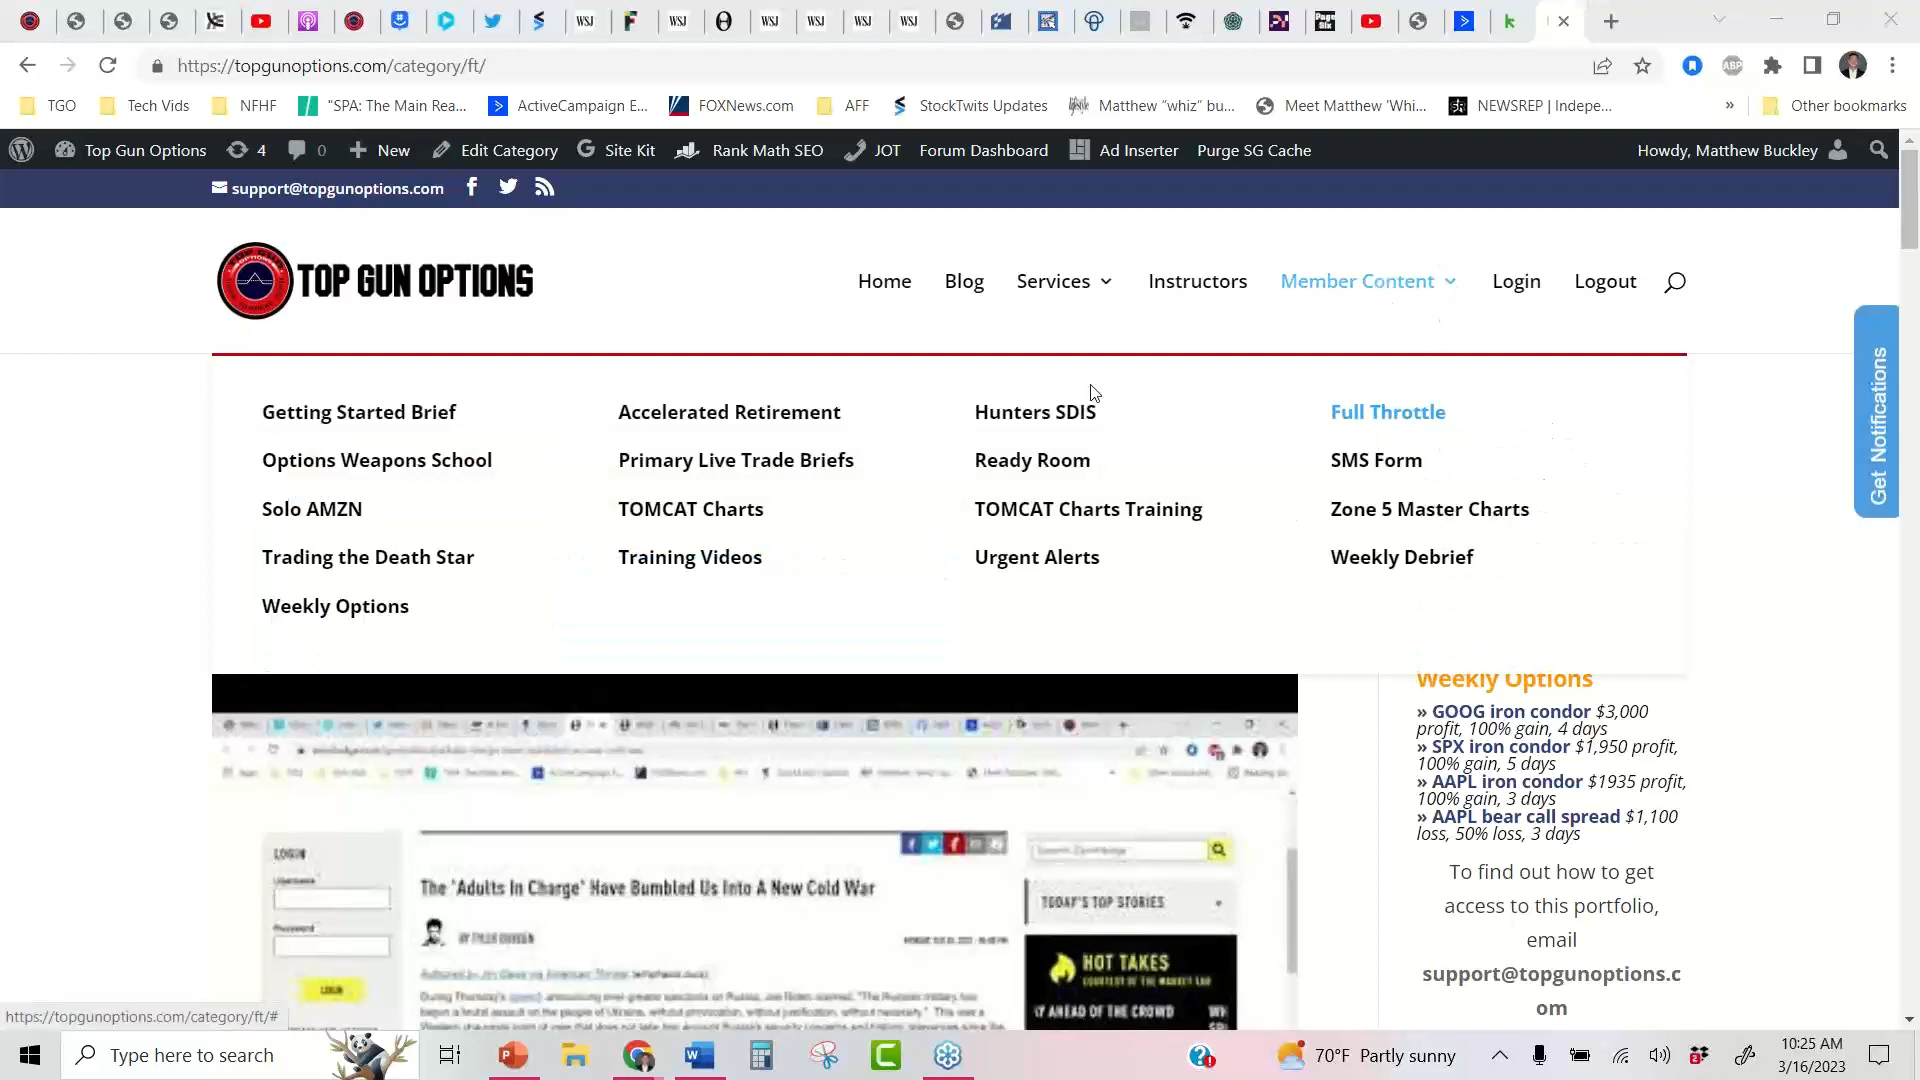 https://topgunoptions.com/category/ft/
TGO Tech Vids NFHF "SPA: The Main Rea... ActiveCampaign E... FOXNews.com AFF StockTwits Updates Matthew "whiz" bu... Meet Matthew 'Whi... NEWSREP | Indepe... » Other bookmarks
Top Gun Options 4 0 New Edit Category Site Kit Rank Math SEO JOT Forum Dashboard Ad Inserter Purge SG Cache Howdy, Matthew Buckley
support@topgunoptions.com
TOP GUN OPTIONS
Home Blog Services Instructors Member Content Login Logout
Get Notifications
Getting Started Brief Accelerated Retirement Hunters SDIS Full Throttle
Options Weapons School Primary Live Trade Briefs Ready Room SMS Form
Solo AMZN TOMCAT Charts TOMCAT Charts Training Zone 5 Master Charts
Trading the Death Star Training Videos Urgent Alerts Weekly Debrief
Weekly Options
Weekly Options
» GOOG iron condor $3,000
profit, 100% gain, 4 days
» SPX iron condor $1,950 profit,
100% gain, 5 days
» AAPL iron condor $1935 profit,
100% gain, 3 days
» AAPL bear call spread $1,100
loss, 50% loss, 3 days
To find out how to get
access to this portfolio,
email
support@topgunoptions.c
om
LOGIN
Username
Password
LOGIN
The 'Adults In Charge' Have Bumbled Us Into A New Cold War
BY TYLER DURDEN
TODAY'S TOP STORIES
HOT TAKES
AHEAD OF THE CROWD
https://topgunoptions.com/category/ft/#
Type here to search
70°F Partly sunny
10:25 AM
3/16/2023